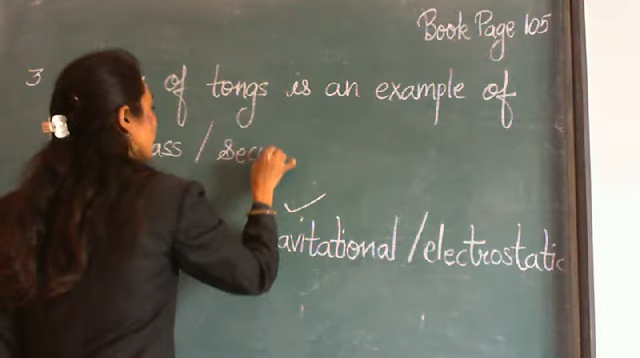 Book Page 105
3 of tongs is an example of
ass / sec
avitational / electrostatic